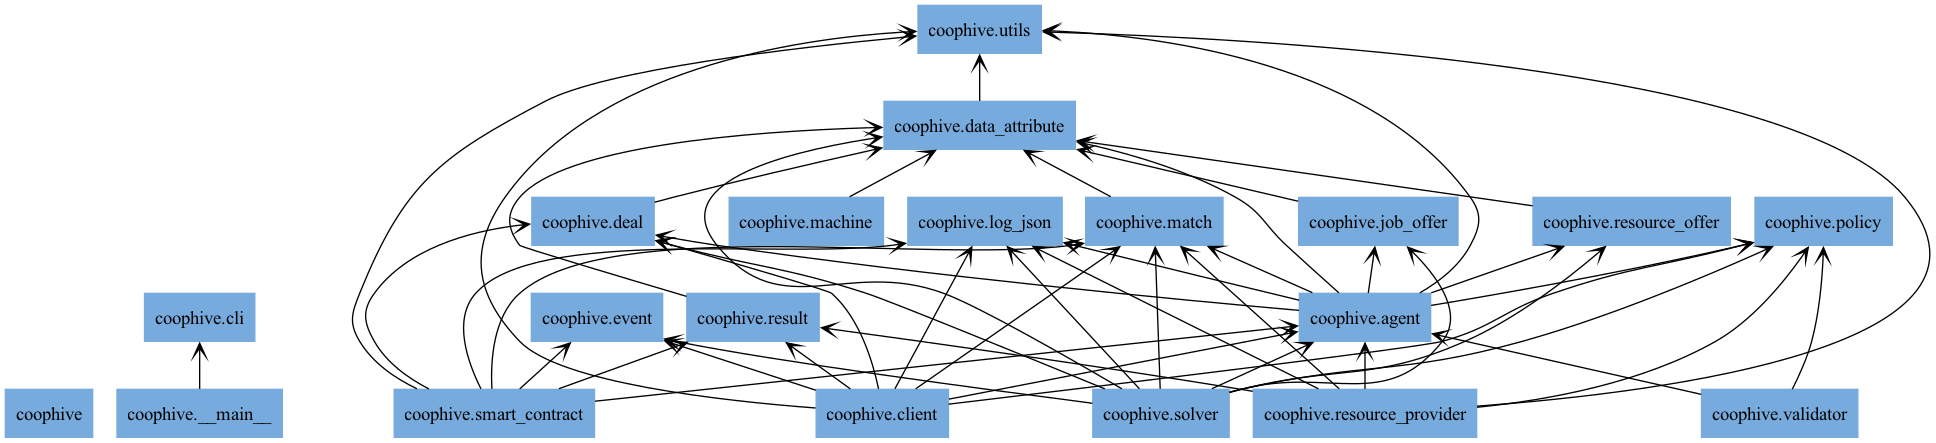 coophive.utils
coophive.data_attribute
coophive.deal
coophive.machine
coophive.log_json
coophive.match
coophive.job_offer
coophive.resource_offer
coophive.policy
coophive.cli
coophive.event
coophive.result
coophive.agent
coophive
coophive.__main__
coophive.smart_contract
coophive.client
coophive.solver
coophive.resource_provider
coophive.validator